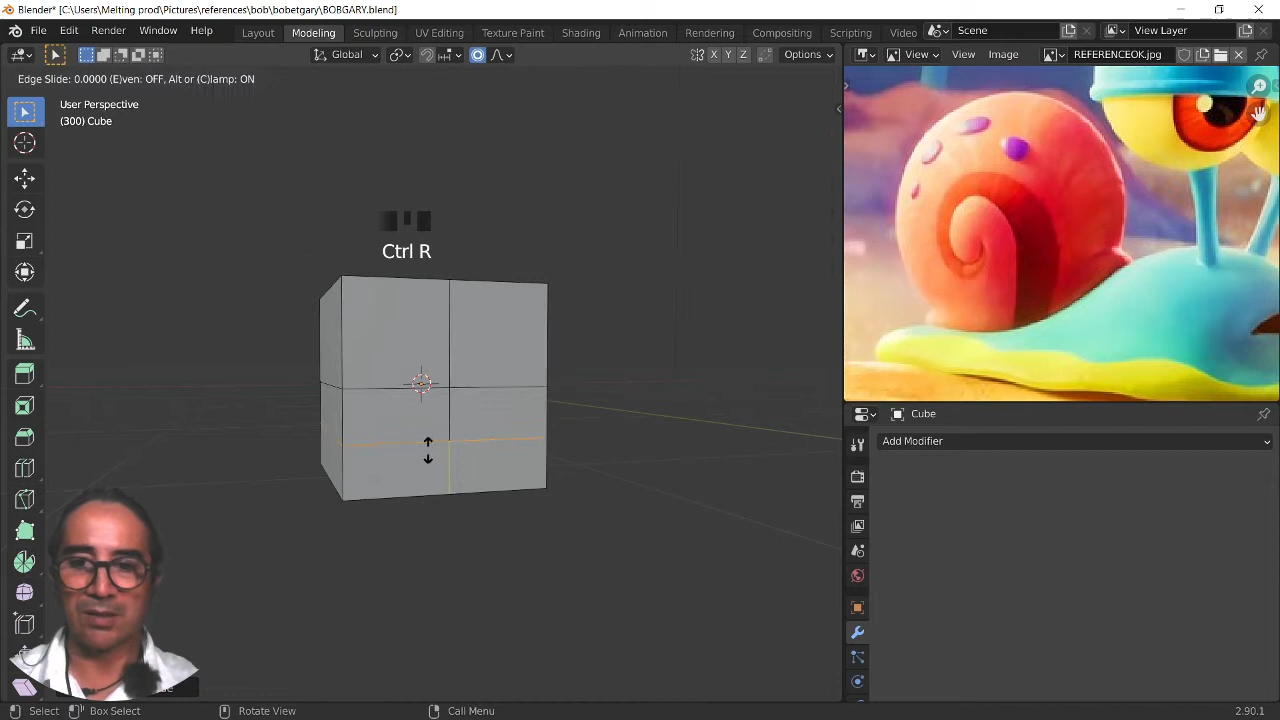 Blender* [C:\Users\Melting prod\Pictures\references\bob\bobetgary\BOBGARY.blend]
File Edit Render Window Help Layout Modeling Sculpting UV Editing Texture Paint Shading Animation Rendering Compositing Scripting Video Scene View Layer
Global X Y Z Options View View Image REFERENCEOK.jpg
Edge Slide: 0.0000 (E)ven: OFF, Alt or (C)lamp: ON
User Perspective
(300) Cube
Ctrl R
Cube
Add Modifier
Select Box Select Rotate View Call Menu 2.90.1